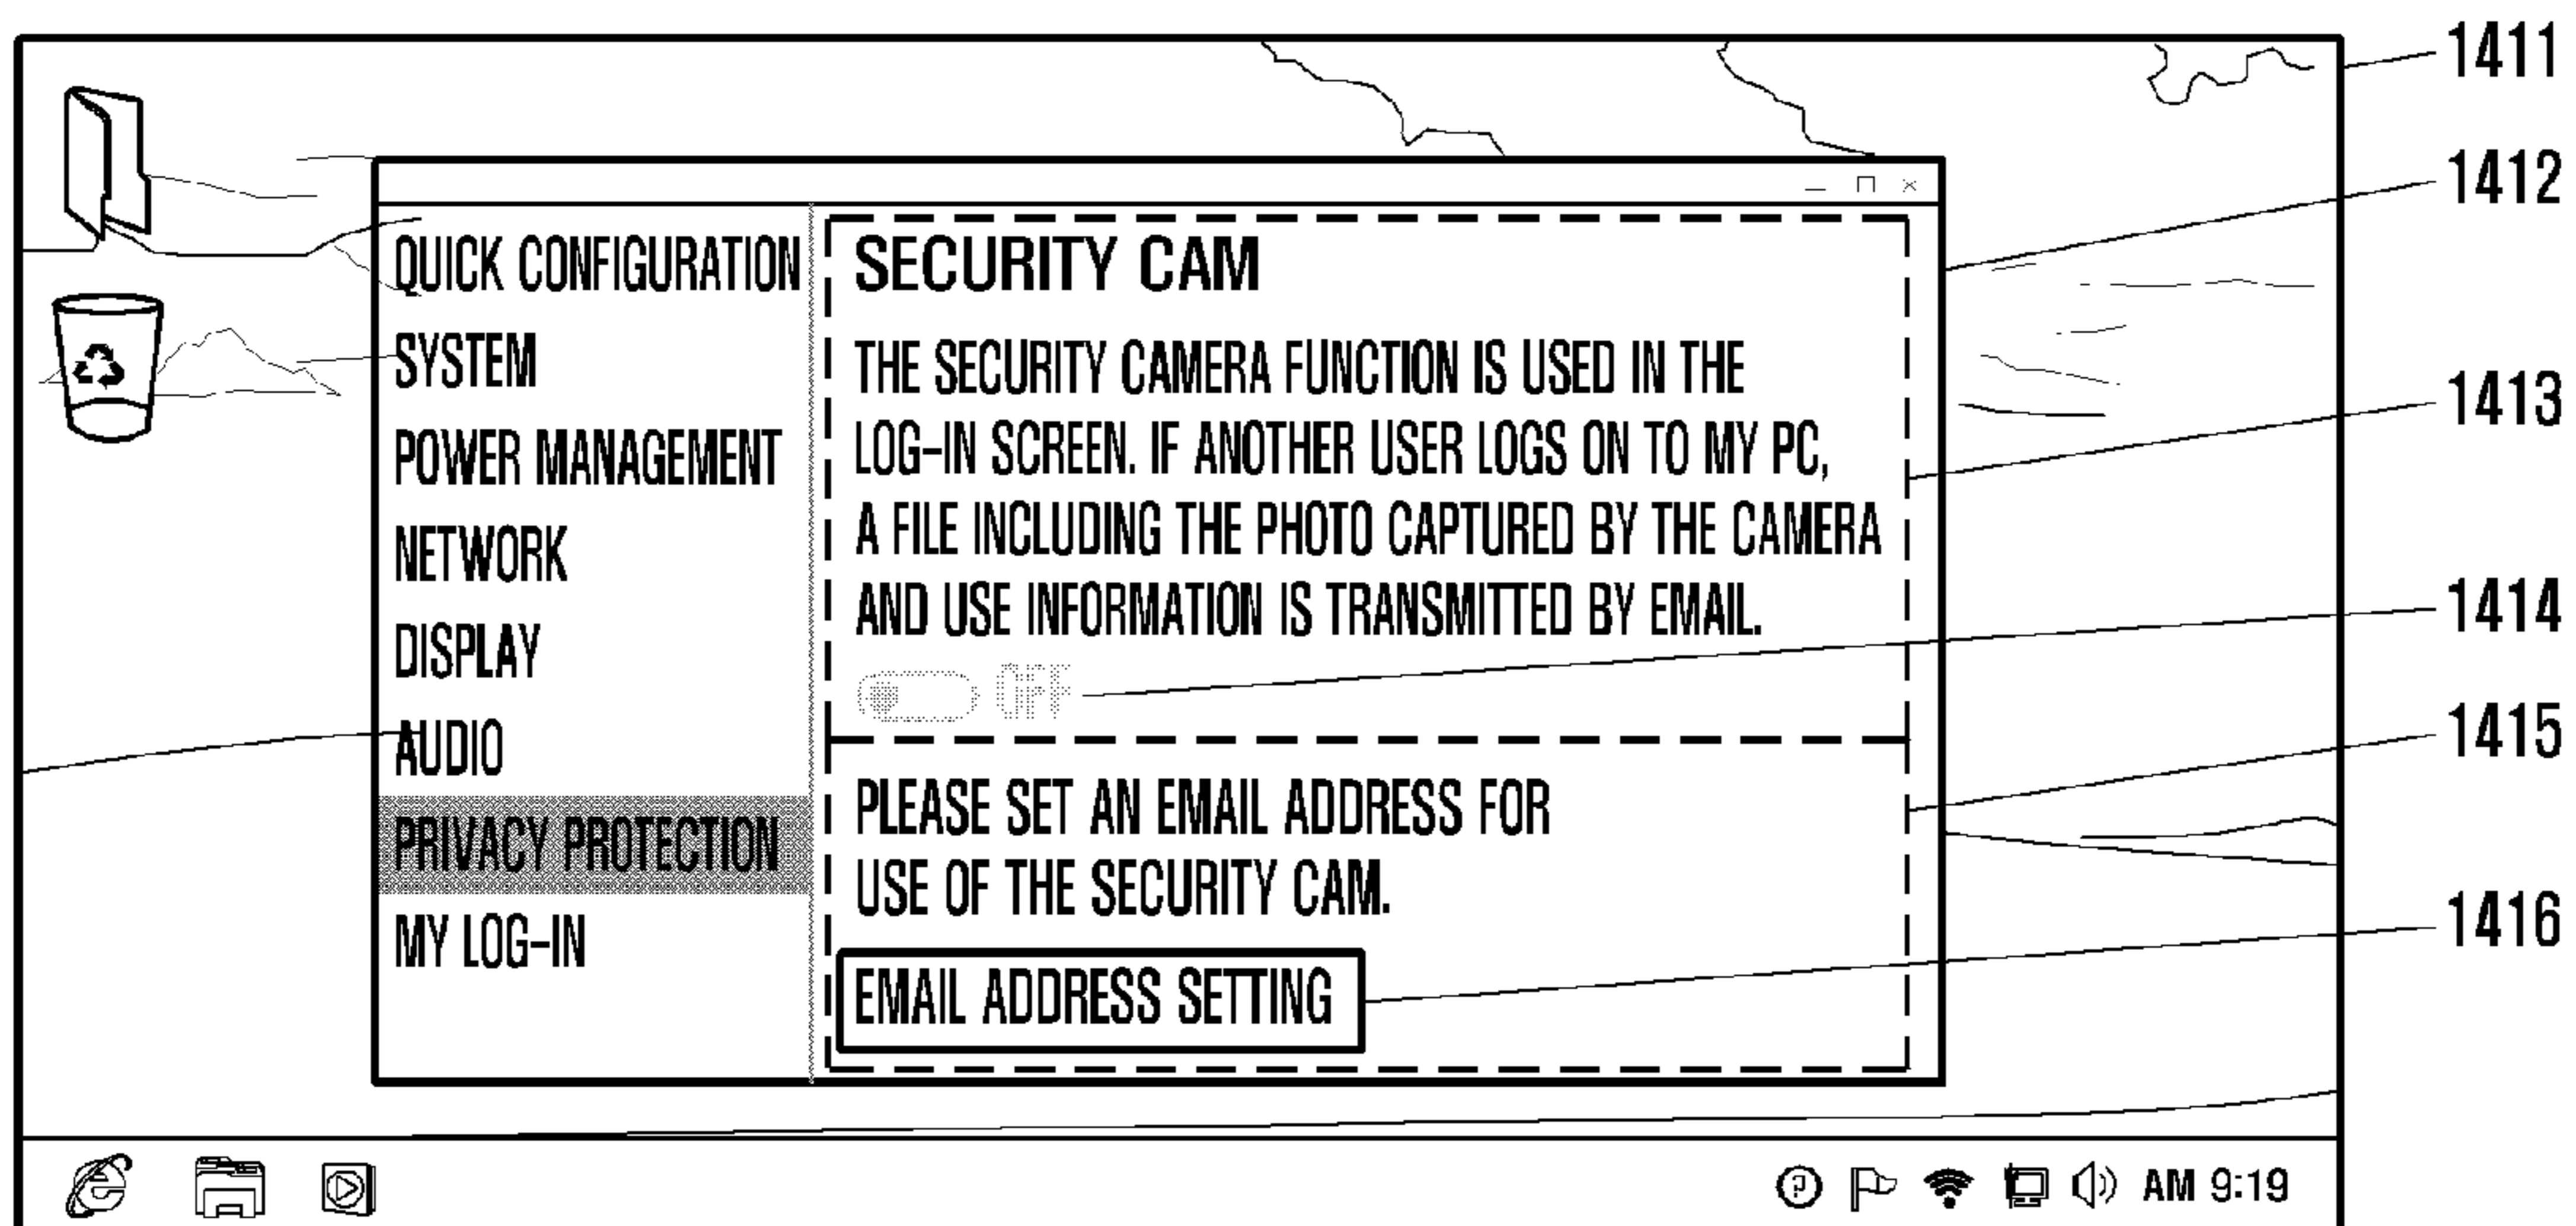 1411
1412
1413
1414
1415
1416
QUICK CONFIGURATION
SYSTEM
POWER MANAGEMENT
NETWORK
DISPLAY
AUDIO
PRIVACY PROTECTION
MY LOG-IN
SECURITY CAM
THE SECURITY CAMERA FUNCTION IS USED IN THE
LOG-IN SCREEN. IF ANOTHER USER LOGS ON TO MY PC,
A FILE INCLUDING THE PHOTO CAPTURED BY THE CAMERA
AND USE INFORMATION IS TRANSMITTED BY EMAIL.
OFF
PLEASE SET AN EMAIL ADDRESS FOR
USE OF THE SECURITY CAM.
EMAIL ADDRESS SETTING
AM 9:19